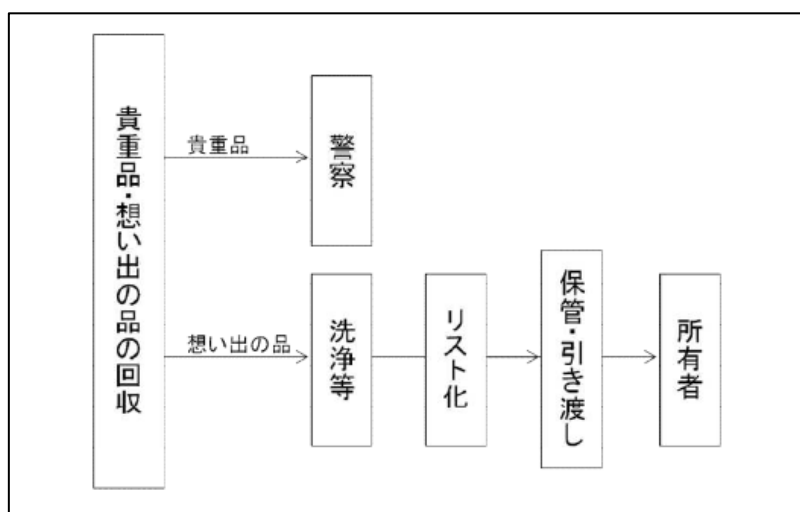 貴重品・想い出の品の回収
貴重品
警察
想い出の品
洗浄等
リスト化
保管・引き渡し
所有者